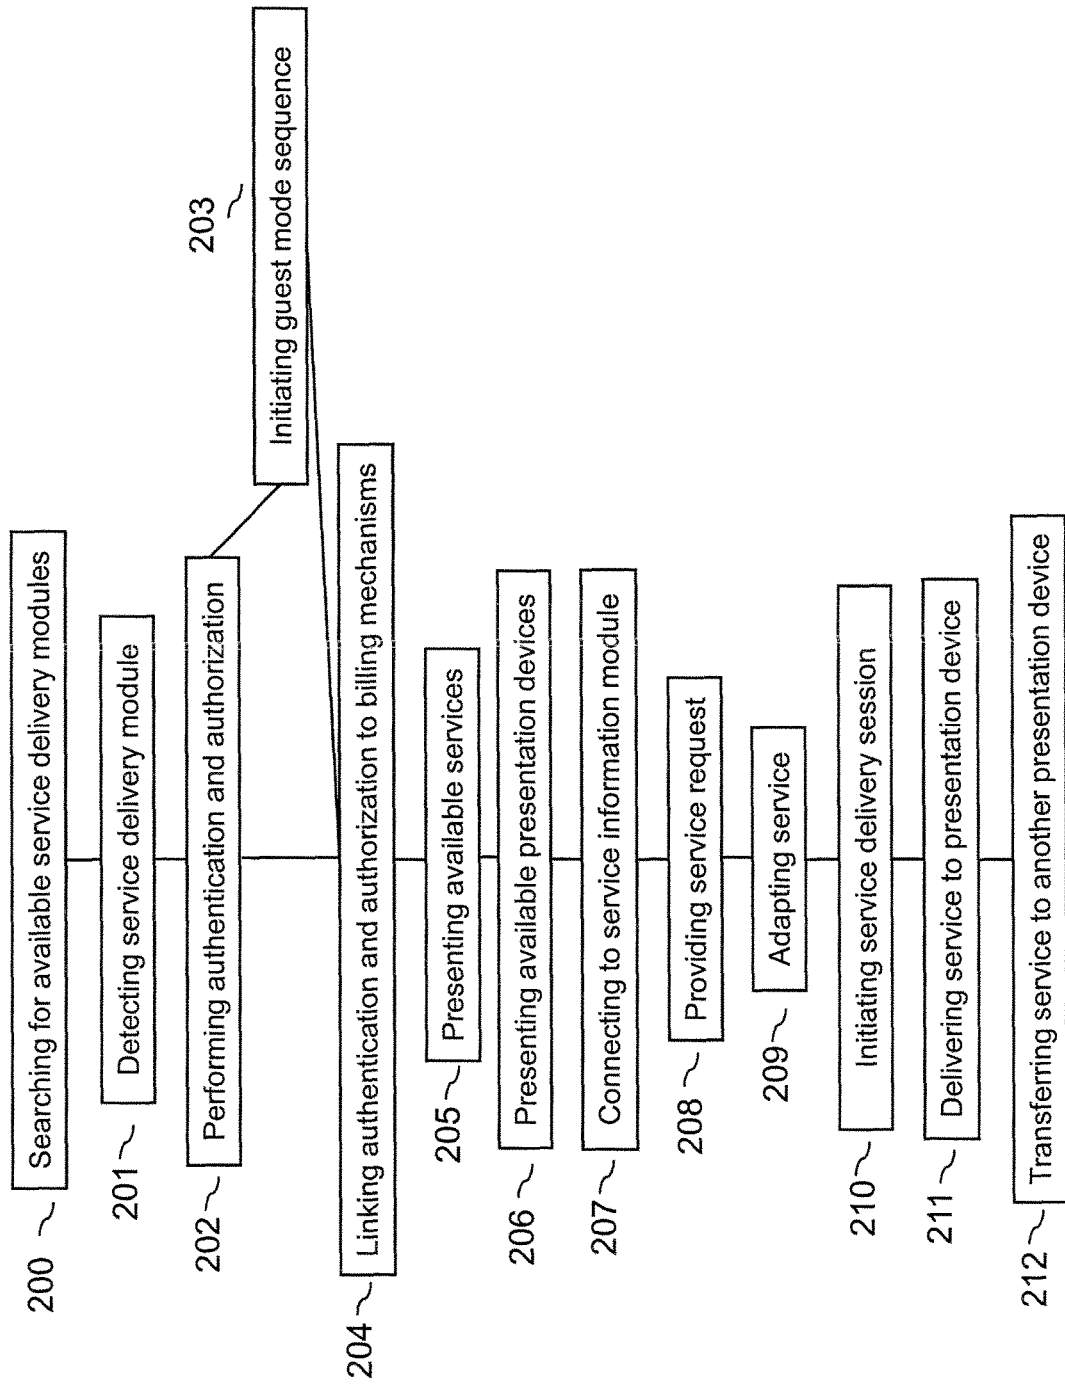 200
Searching for available service delivery modules
201
Detecting service delivery module
202
Performing authentication and authorization
203
Initiating guest mode sequence
204
Linking authentication and authorization to billing mechanisms
205
Presenting available services
206
Presenting available presentation devices
207
Connecting to service information module
208
Providing service request
209
Adapting service
210
Initiating service delivery session
211
Delivering service to presentation device
212
Transferring service to another presentation device